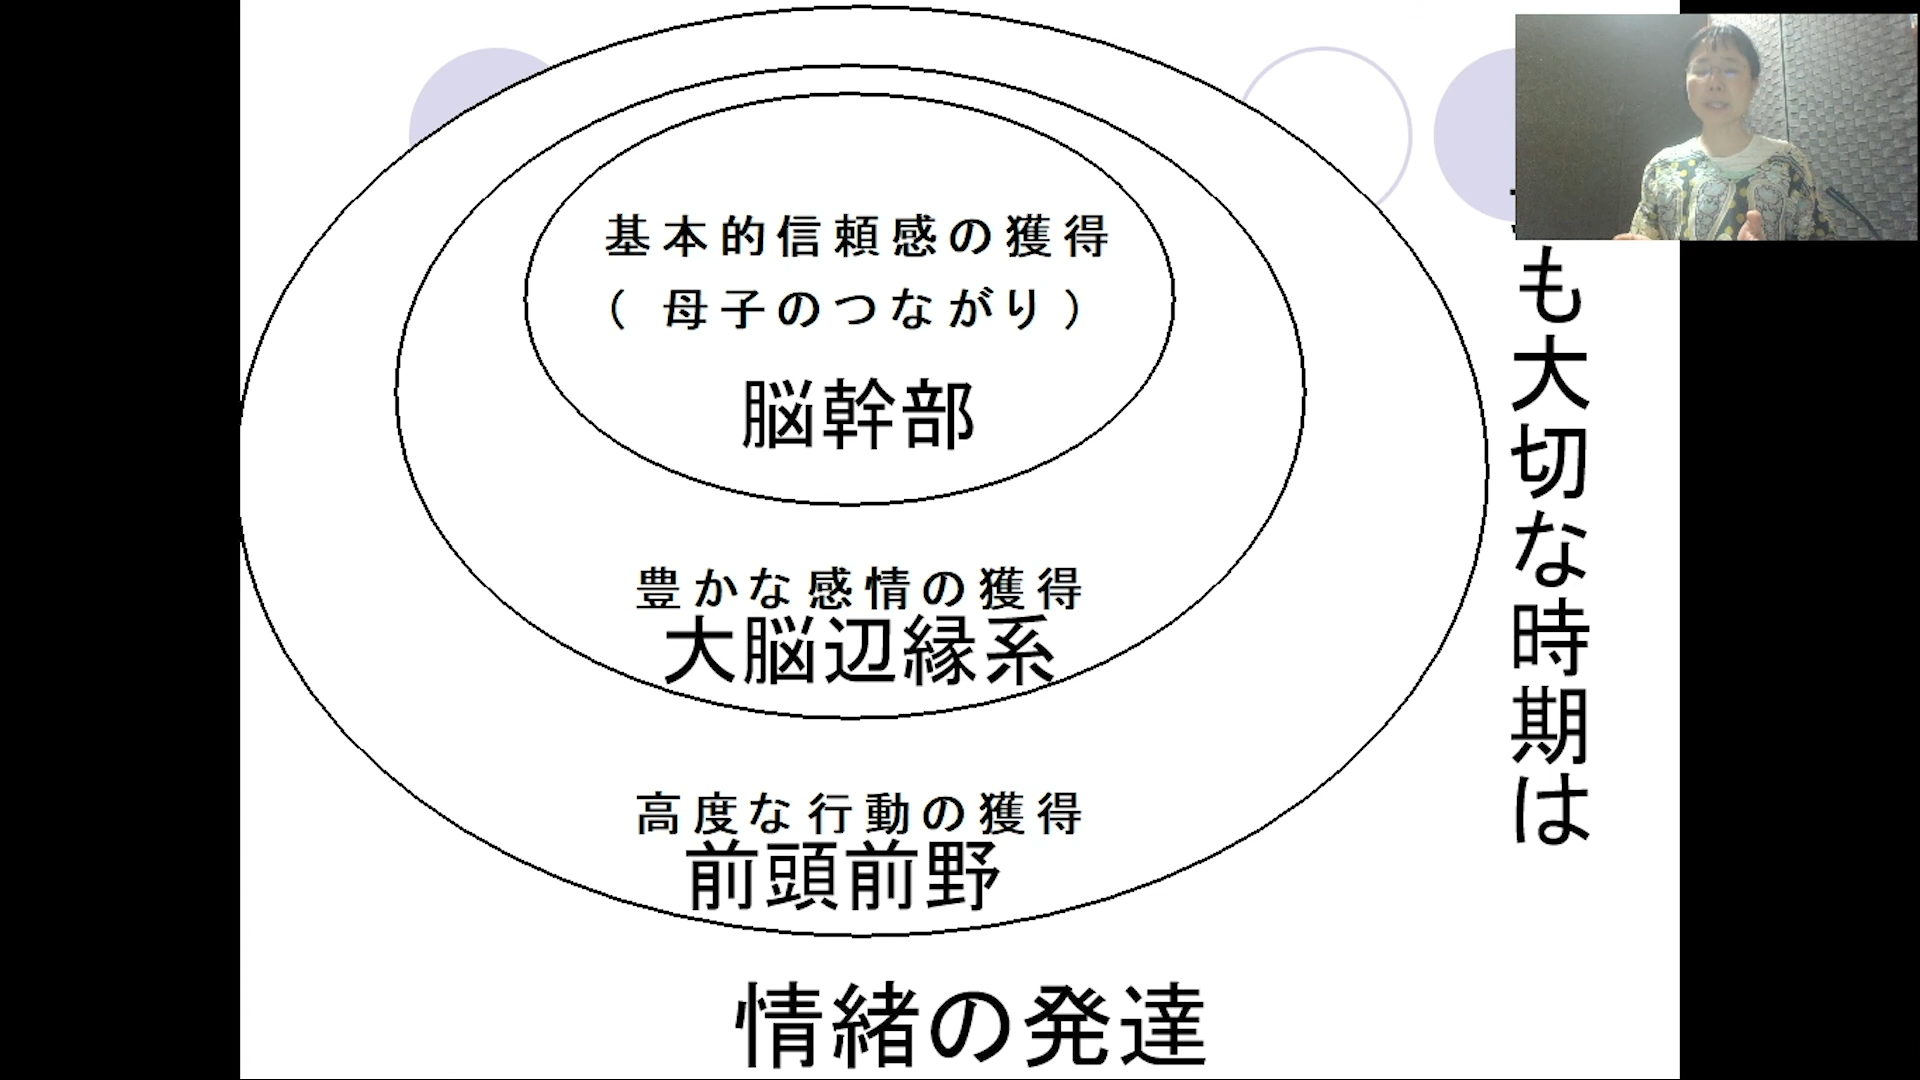 基本的信頼感の獲得
（母子のつながり）
脳幹部
豊かな感情の獲得
大脳辺縁系
高度な行動の獲得
前頭前野
情緒の発達
も大切な時期は